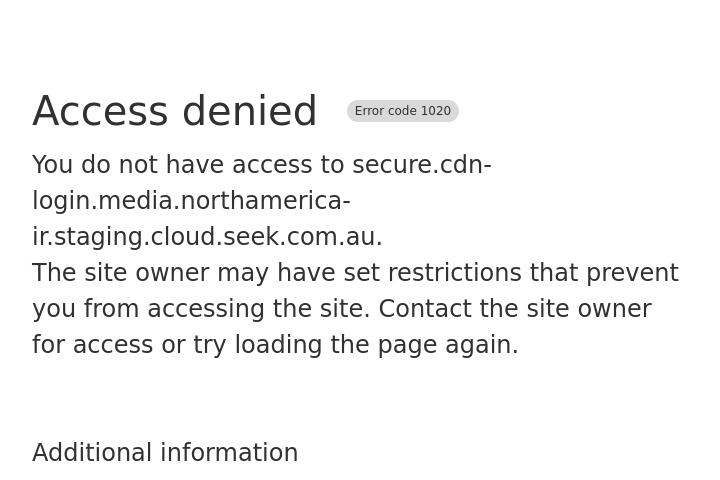 Access denied Error code 1020
You do not have access to secure.cdn-
login.media.northamerica-
ir.staging.cloud.seek.com.au.
The site owner may have set restrictions that prevent
you from accessing the site. Contact the site owner
for access or try loading the page again.
Additional information